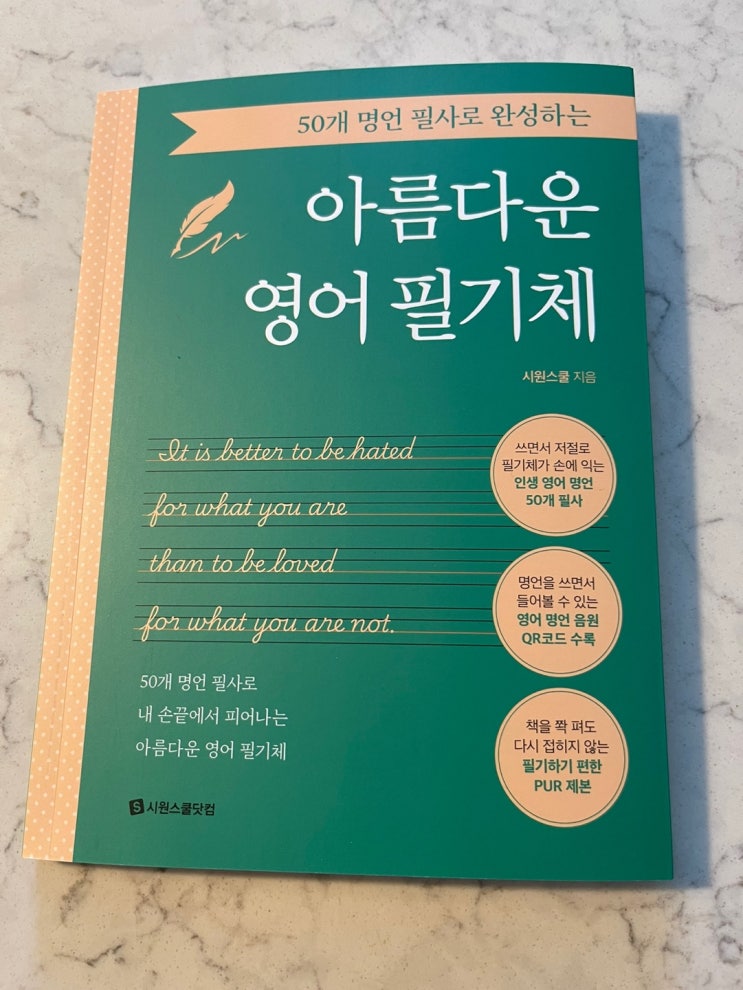 50개 명언 필사로 완성하는
아름다운
영어 필기체
시원스쿨 지음
It is better to be hated
for what you are
than to be loved
for what you are not.
쓰면서 저절로
필기체가 손에 익는
인생 영어 명언
50개 필사
명언을 쓰면서
들어볼 수 있는
영어 명언 음원
QR코드 수록
책을 쫙 펴도
다시 접히지 않는
필기하기 편한
PUR 제본
50개 명언 필사로
내 손끝에서 피어나는
아름다운 영어 필기체
S 시원스쿨닷컴